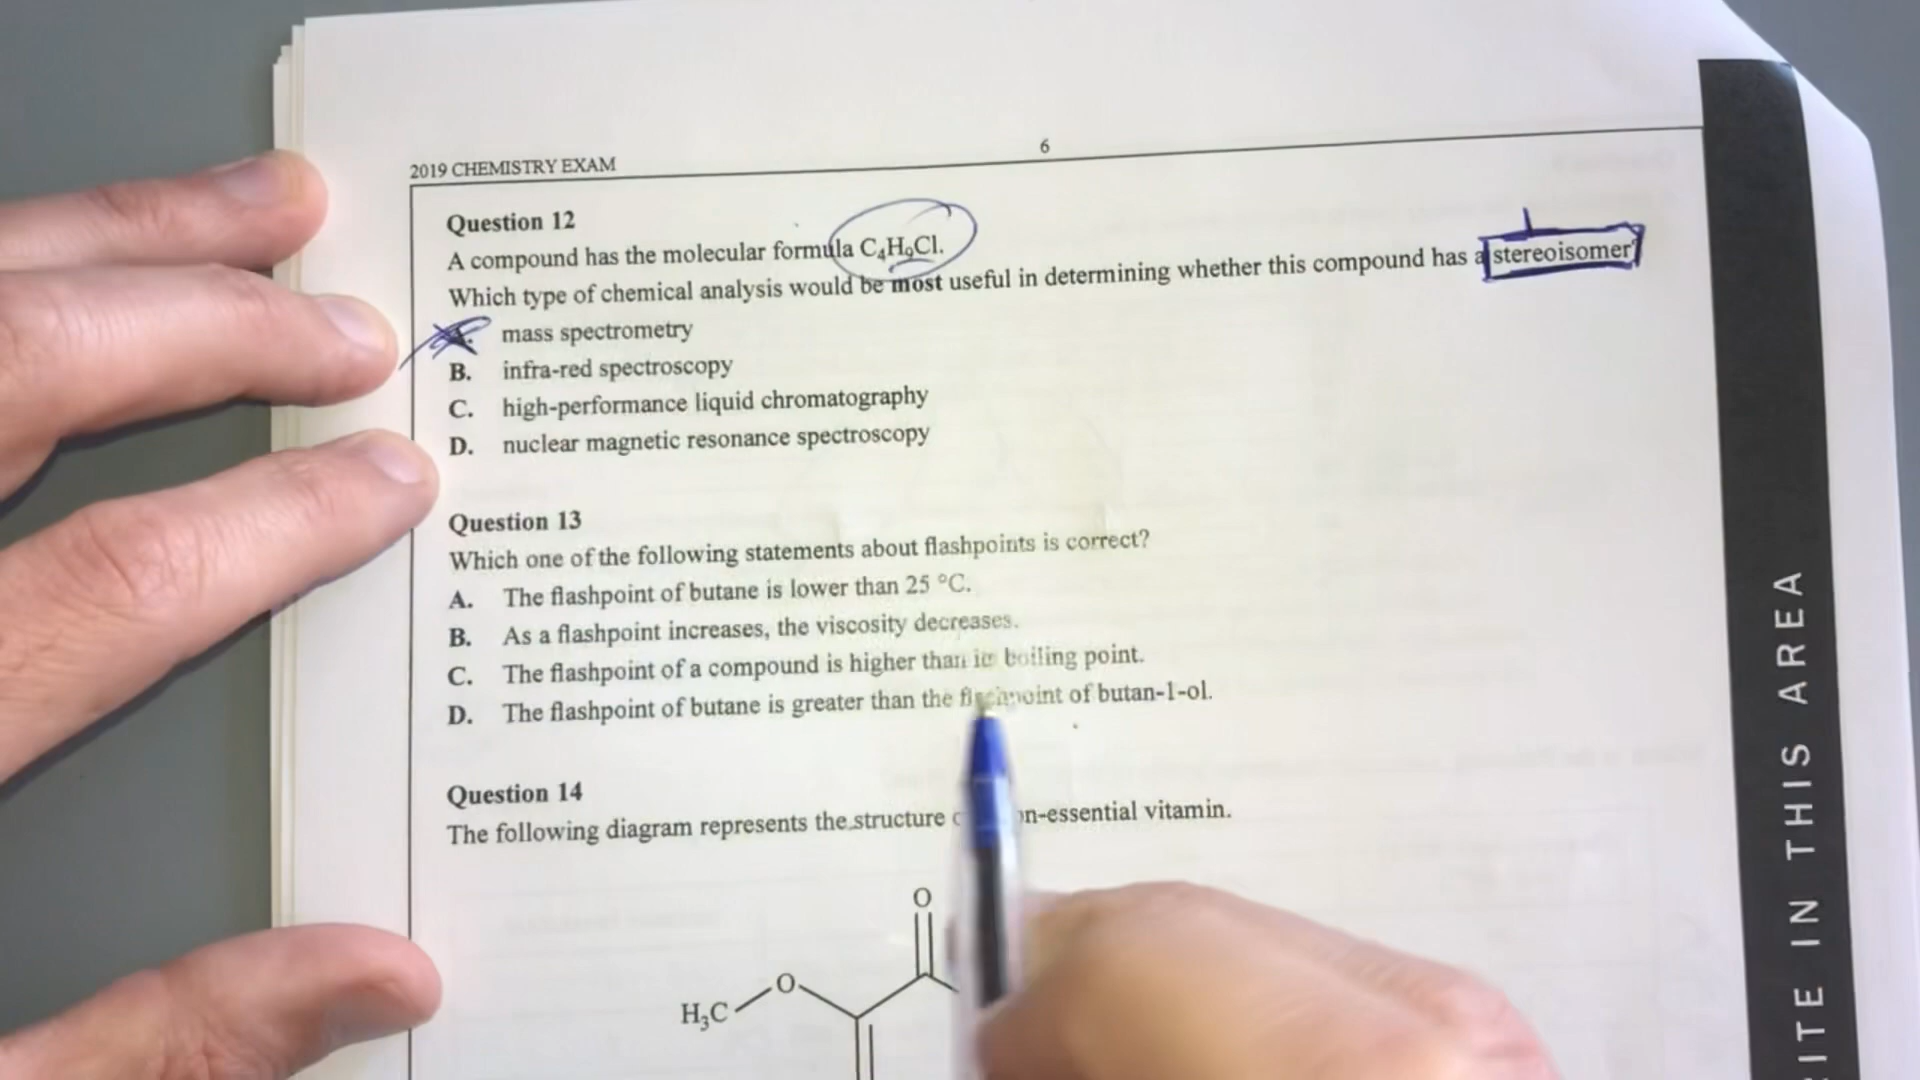 2019 CHEMISTRY EXAM
6
Question 12
A compound has the molecular formula C₄H₉Cl.
Which type of chemical analysis would be most useful in determining whether this compound has a stereoisomer?
mass spectrometry
B. infra-red spectroscopy
C. high-performance liquid chromatography
D. nuclear magnetic resonance spectroscopy
Question 13
Which one of the following statements about flashpoints is correct?
A. The flashpoint of butane is lower than 25 °C.
B. As a flashpoint increases, the viscosity decreases.
C. The flashpoint of a compound is higher than its boiling point.
D. The flashpoint of butane is greater than the flashpoint of butan-1-ol.
Question 14
The following diagram represents the structure n-essential vitamin.
O
O
H₃C
ITE IN THIS AREA